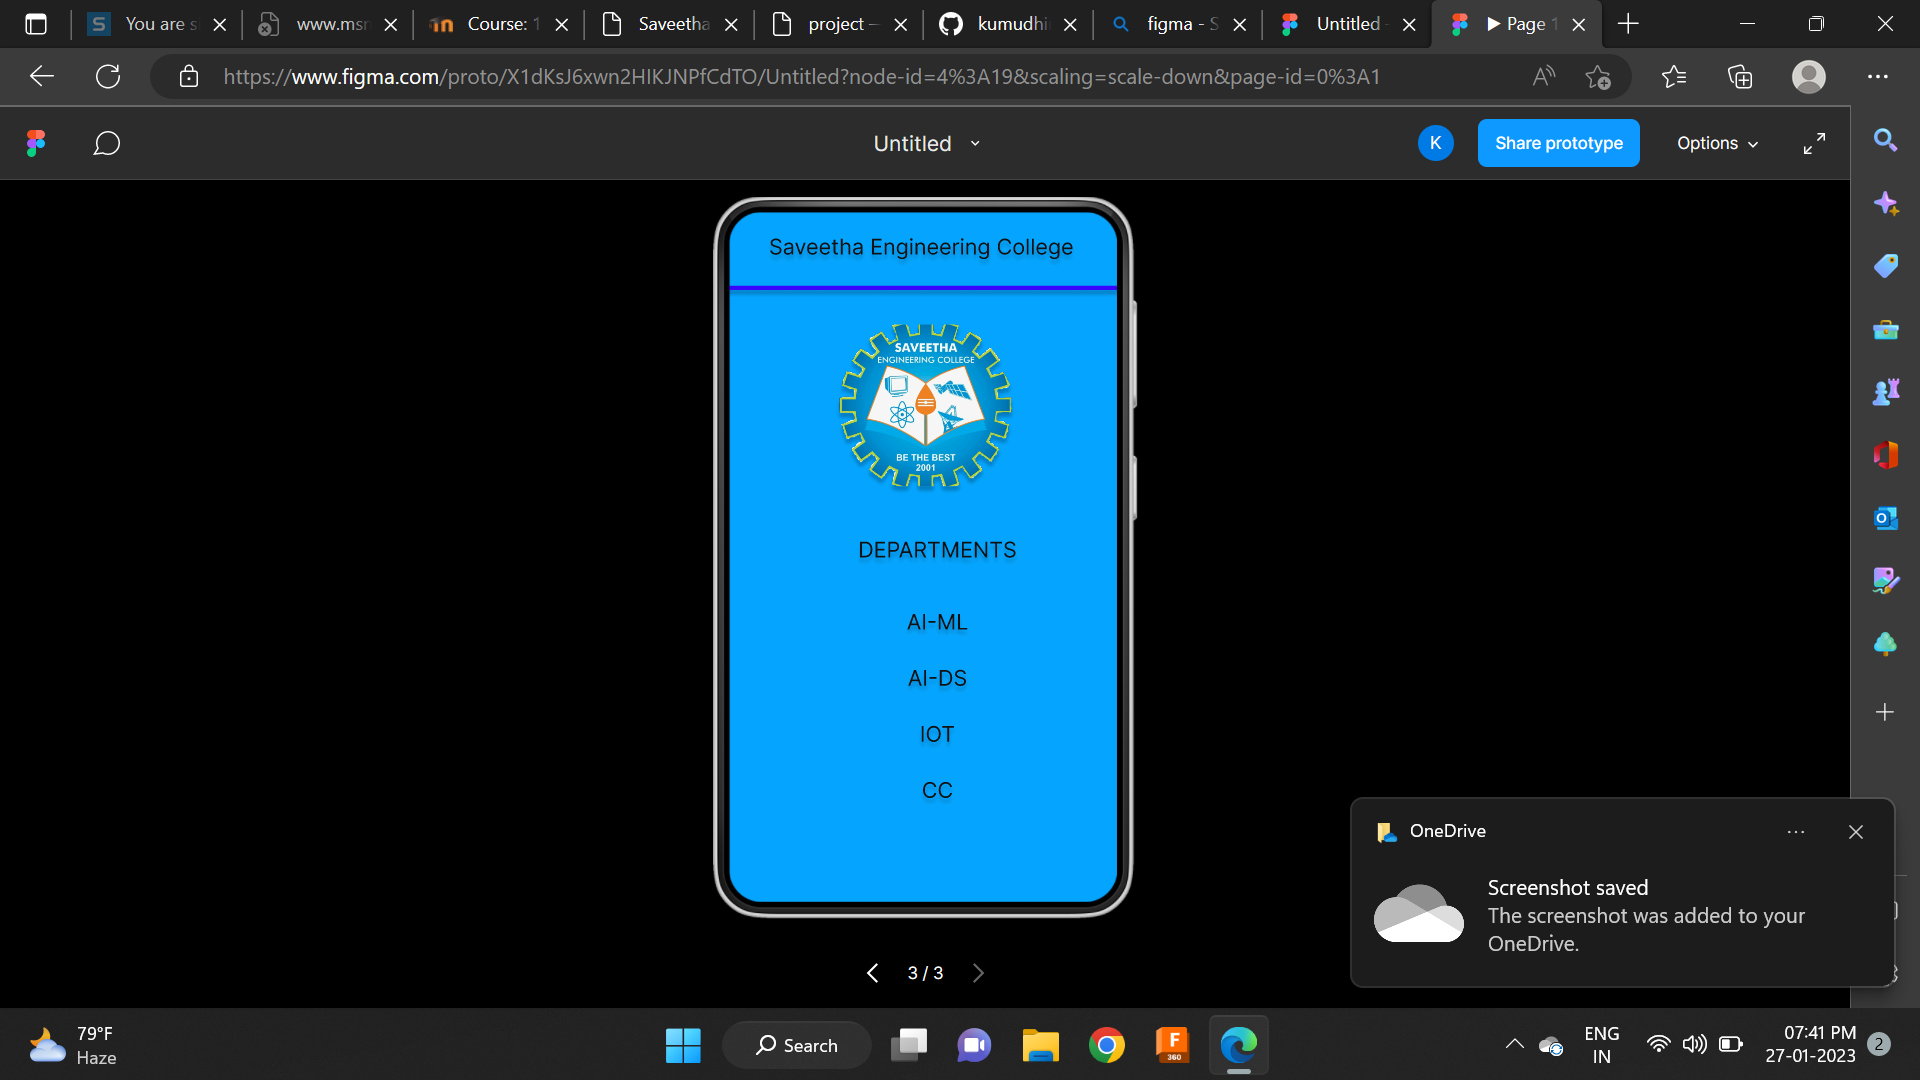 You are s
www.msn
Course: 1
Saveetha
project —
kumudhi
figma - S
Untitled -
▶ Page 1
https://www.figma.com/proto/X1dKsJ6xwn2HIKJNPfCdTO/Untitled?node-id=4%3A19&scaling=scale-down&page-id=0%3A1
Untitled
K
Share prototype
Options
Saveetha Engineering College
SAVEETHA
ENGINEERING COLLEGE
BE THE BEST
2001
DEPARTMENTS
AI-ML
AI-DS
IOT
CC
3 / 3
OneDrive
Screenshot saved
The screenshot was added to your
OneDrive.
79°F
Haze
Search
F
360
ENG
IN
07:41 PM
27-01-2023
2